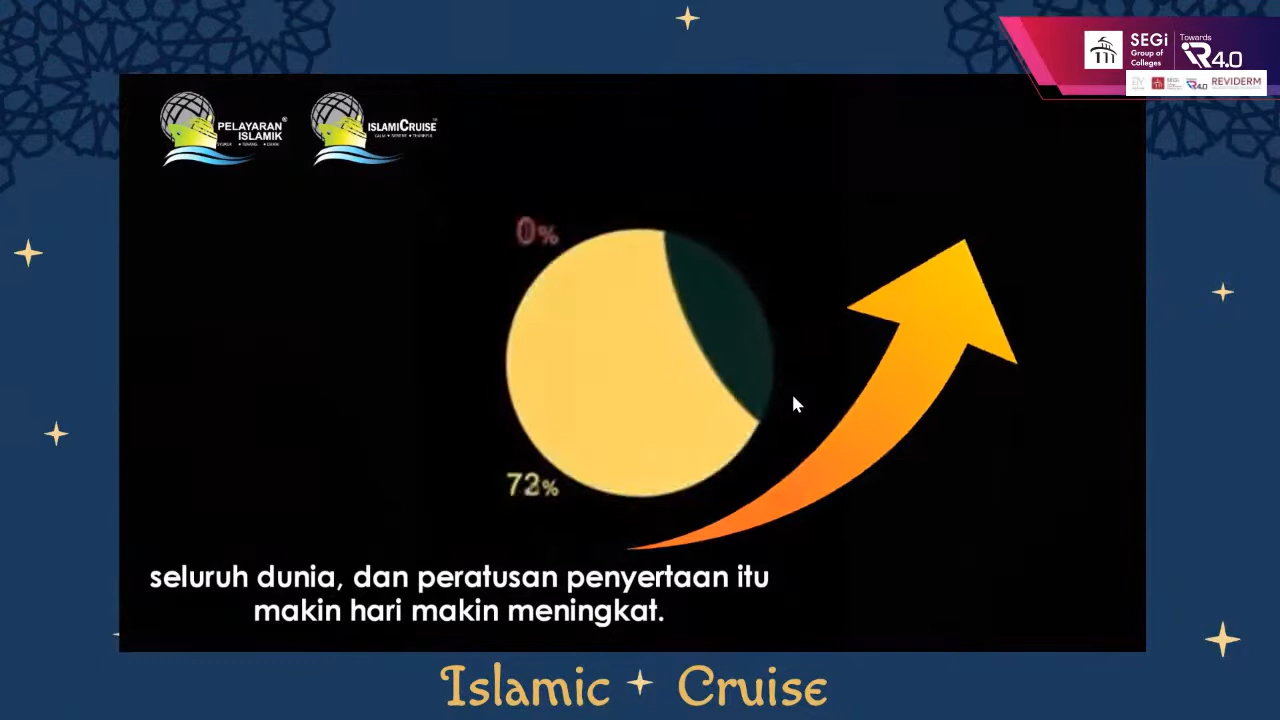 SEGi
Group of
Colleges
Towards
iR4.0
REVIDERM
PELAYARAN
ISLAMIK
ISLAMICRUISE
0%
72%
seluruh dunia, dan peratusan penyertaan itu
makin hari makin meningkat.
Islamic Cruise